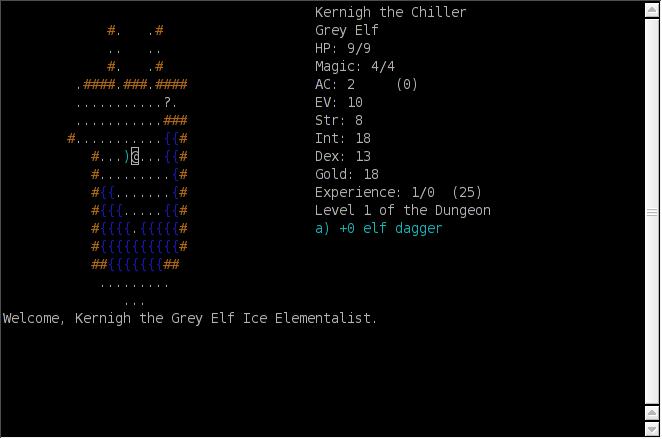 Kernigh the Chiller
Grey Elf
HP: 9/9
Magic: 4/4
AC: 2 (0)
EV: 10
Str: 8
Int: 18
Dex: 13
Gold: 18
Experience: 1/0 (25)
Level 1 of the Dungeon
a) +0 elf dagger
Welcome, Kernigh the Grey Elf Ice Elementalist.